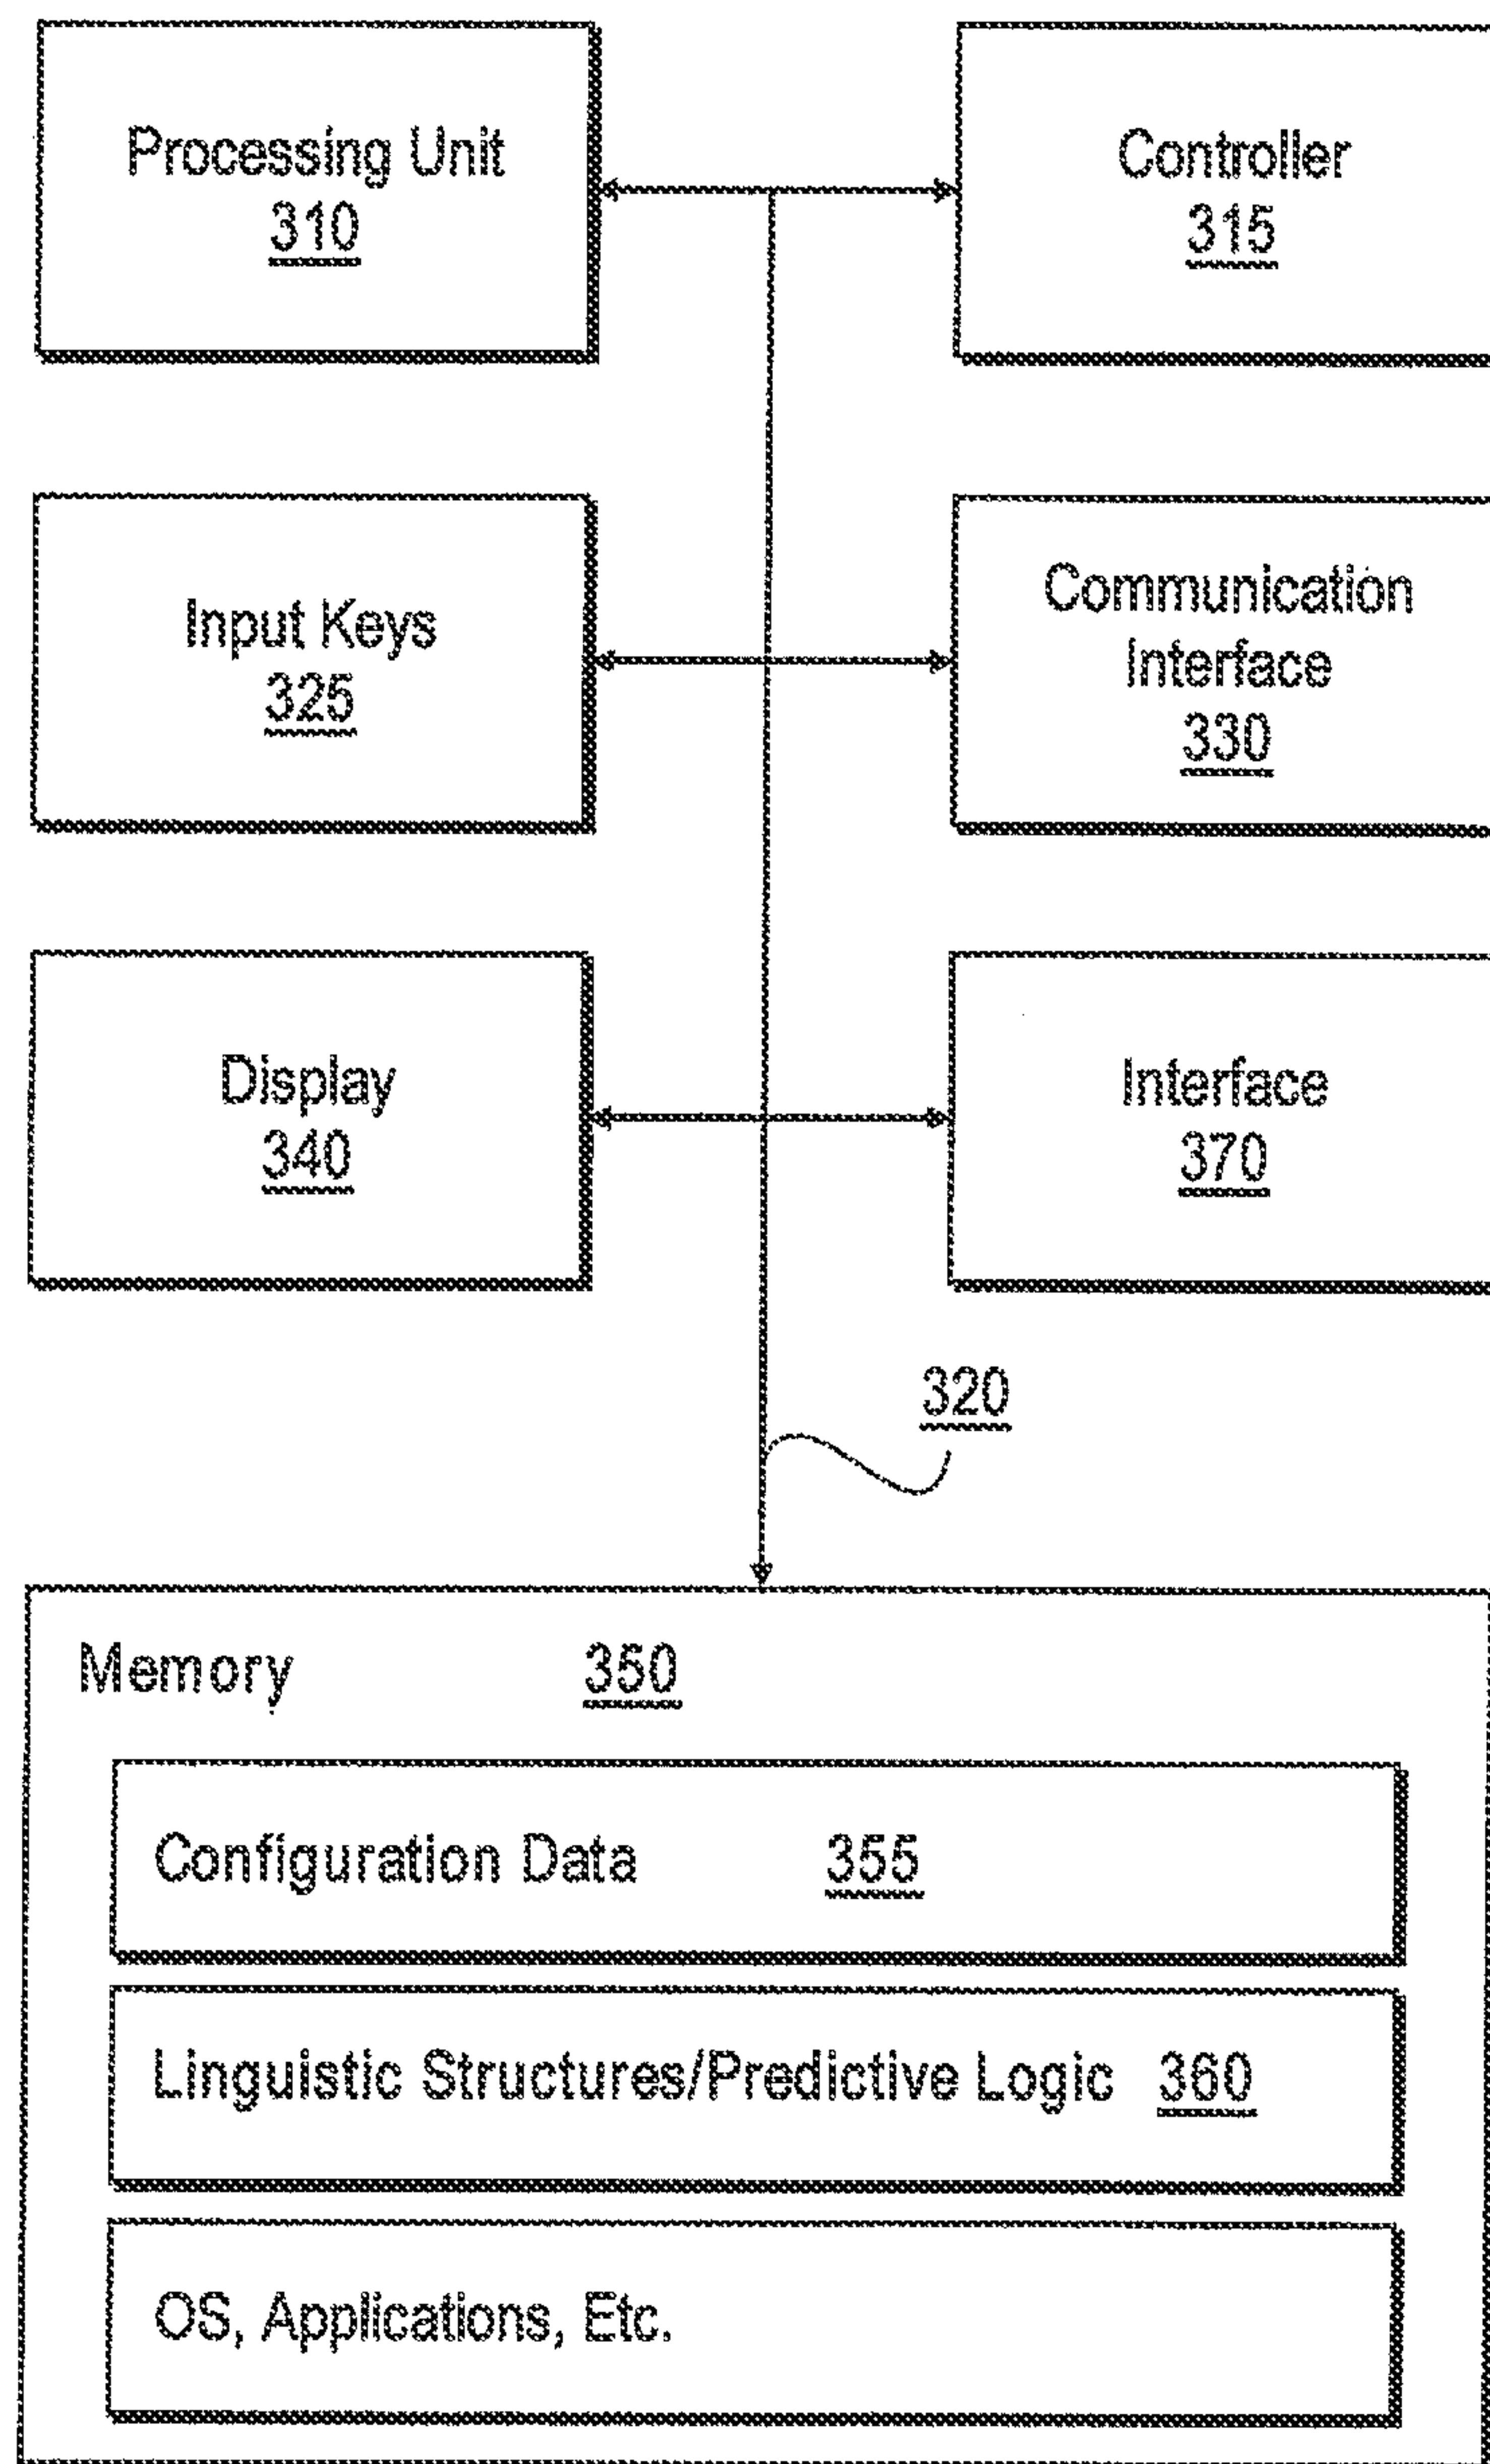 Processing Unit
310
Controller
315
Input Keys
325
Communication
Interface
330
Display
340
Interface
370
320
Memory 350
Configuration Data 355
Linguistic Structures/Predictive Logic 360
OS, Applications, Etc.